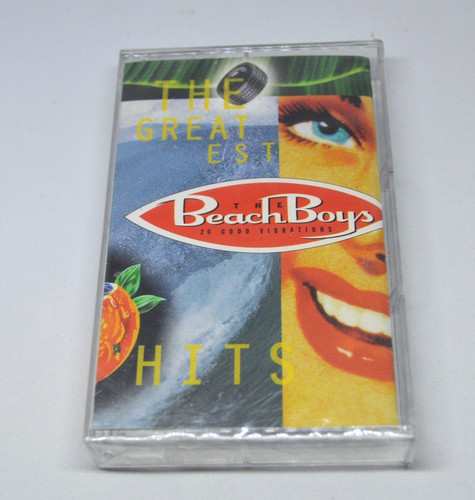 THE
GREAT
EST
THE
Beach Boys
20 GOOD VIBRATIONS
HITS